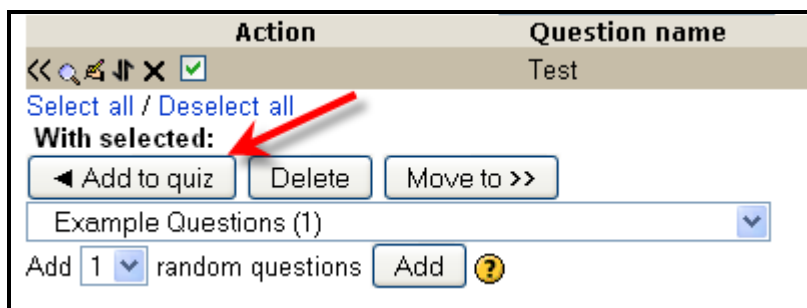 Action Question name
Test
Select all / Deselect all
With selected:
◄ Add to quiz Delete Move to >>
Example Questions (1)
Add 1 random questions Add ?